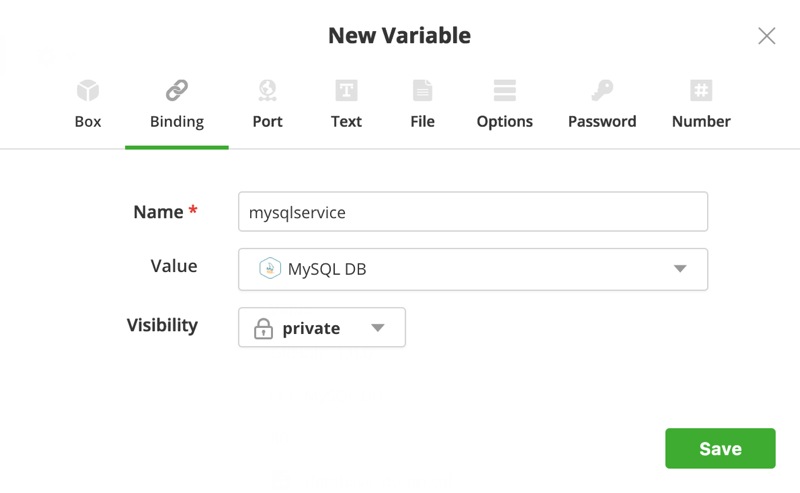 New Variable
Box Binding Port Text File Options Password Number
Name * mysqlservice
Value MySQL DB
Visibility private
Save